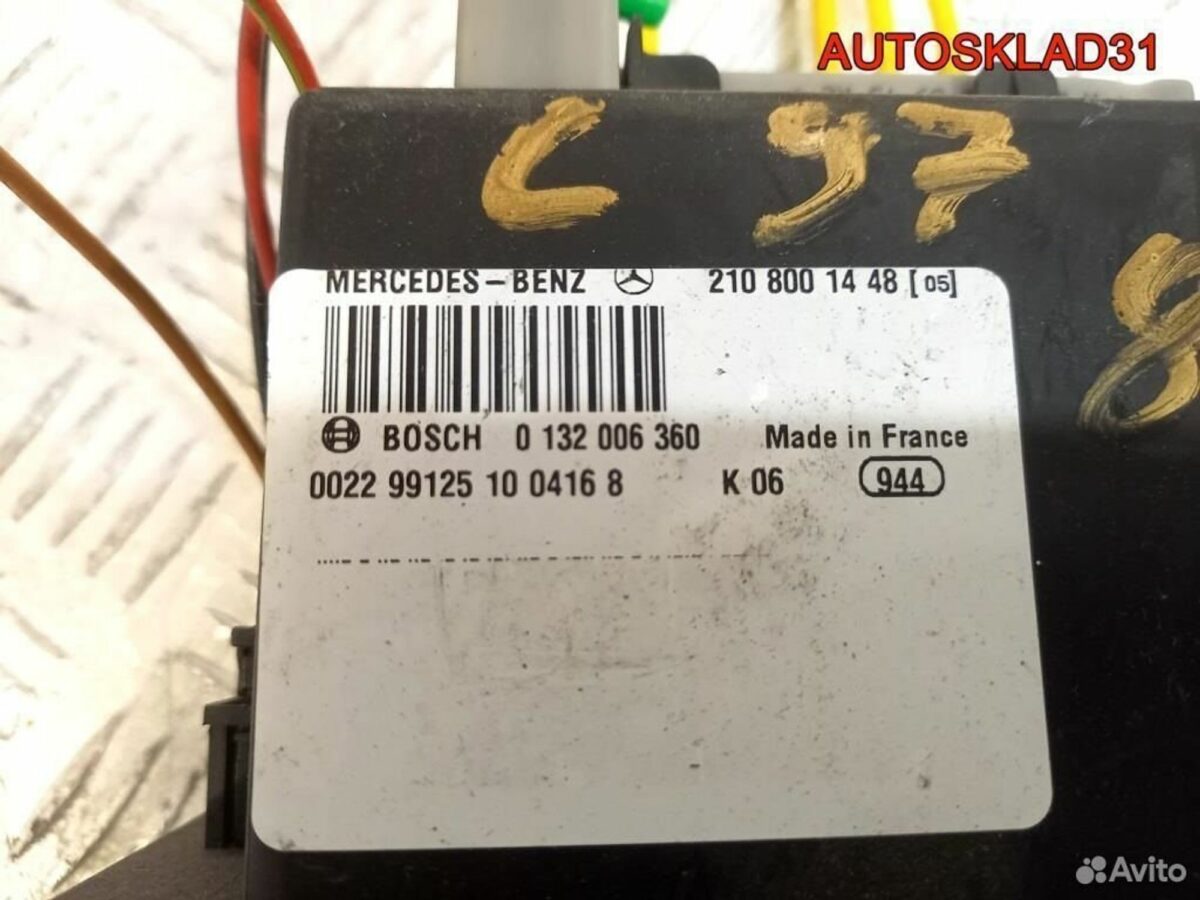 AUTOSKLAD31
C 97
8
MERCEDES-BENZ 210 800 14 48 [05]
BOSCH 0 132 006 360 Made in France
0022 99125 10 0416 8 K 06 944
Avito